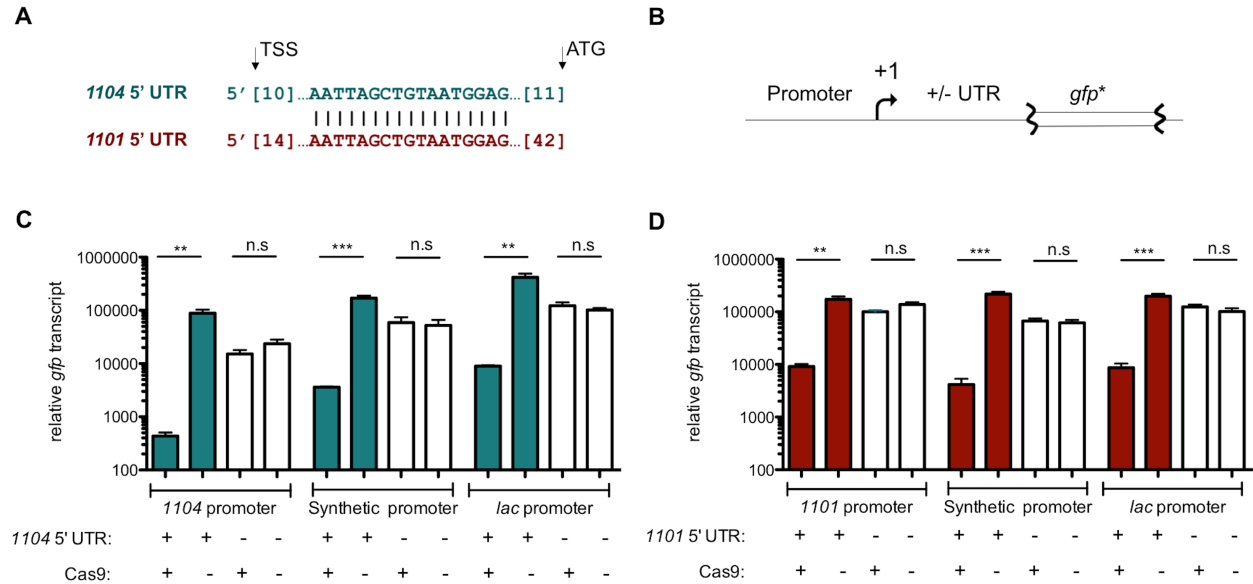 A
TSS
ATG
1104 5' UTR 5' [10]…AATTAGCTGTAATGGAG…[11]
1101 5' UTR 5' [14]…AATTAGCTGTAATGGAG…[42]
B
+1
Promoter +/- UTR gfp*
C
** n.s *** n.s ** n.s
relative gfp transcript
1000000
100000
10000
1000
100
1104 promoter Synthetic promoter lac promoter
1104 5' UTR: + + - - + + - - + + - -
Cas9: + - + - + - + - + - + -
D
** n.s *** n.s *** n.s
relative gfp transcript
1000000
100000
10000
1000
100
1101 promoter Synthetic promoter lac promoter
1101 5' UTR: + + - - + + - - + + - -
Cas9: + - + - + - + - + - + -